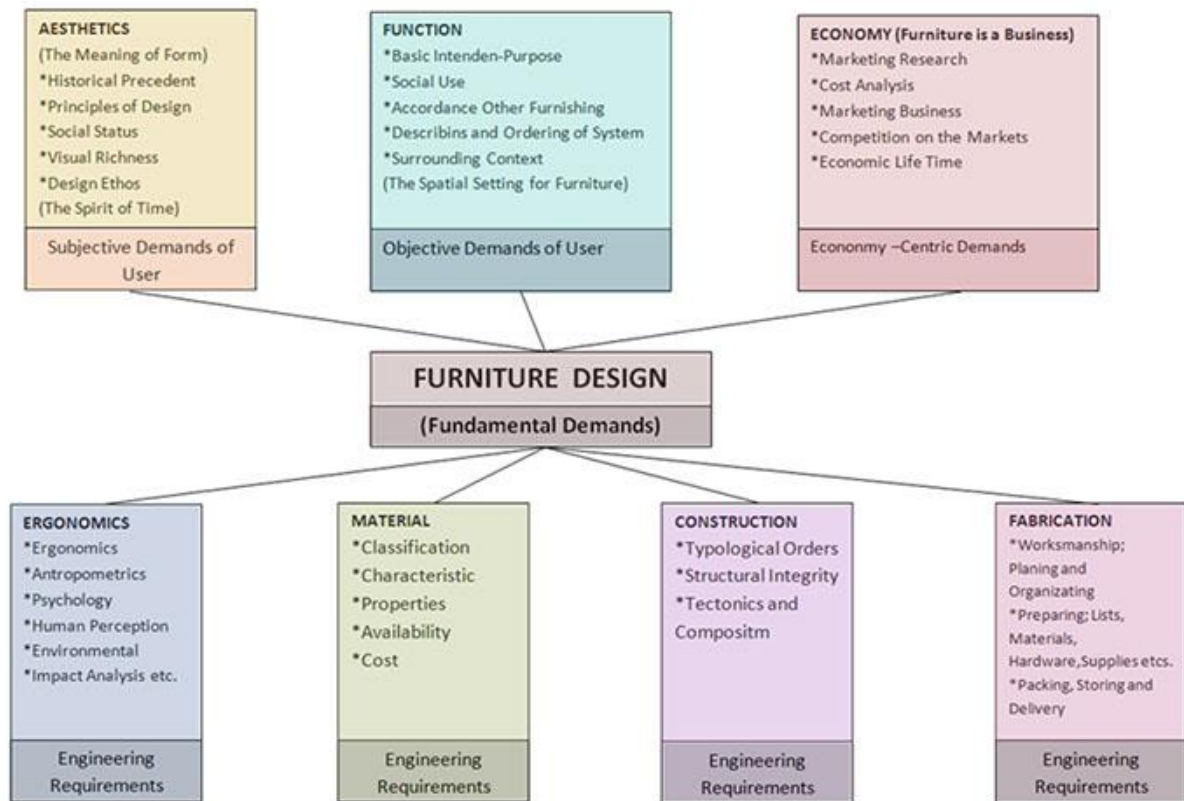 AESTHETICS
(The Meaning of Form)
*Historical Precedent
*Principles of Design
*Social Status
*Visual Richness
*Design Ethos
(The Spirit of Time)
Subjective Demands of
User
FUNCTION
*Basic Intenden-Purpose
*Social Use
*Accordance Other Furnishing
*Describins and Ordering of System
*Surrounding Context
(The Spatial Setting for Furniture)
Objective Demands of User
ECONOMY (Furniture is a Business)
*Marketing Research
*Cost Analysis
*Marketing Business
*Competition on the Markets
*Economic Life Time
Econonmy –Centric Demands
FURNITURE DESIGN
(Fundamental Demands)
ERGONOMICS
*Ergonomics
*Antropometrics
*Psychology
*Human Perception
*Environmental
*Impact Analysis etc.
Engineering
Requirements
MATERIAL
*Classification
*Characteristic
*Properties
*Availability
*Cost
Engineering
Requirements
CONSTRUCTION
*Typological Orders
*Structural Integrity
*Tectonics and
Compositm
Engineering
Requirements
FABRICATION
*Worksmanship;
Planing and
Organizating
*Preparing; Lists,
Materials,
Hardware,Supplies etcs.
*Packing, Storing and
Delivery
Engineering
Requirements